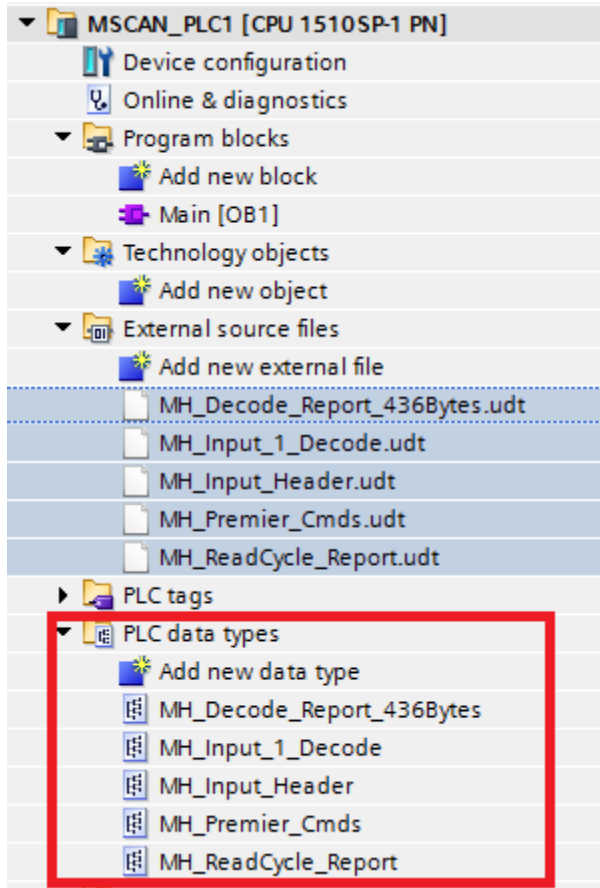 MSCAN_PLC1 [CPU 1510SP-1 PN]
Device configuration
Online & diagnostics
Program blocks
Add new block
Main [OB1]
Technology objects
Add new object
External source files
Add new external file
MH_Decode_Report_436Bytes.udt
MH_Input_1_Decode.udt
MH_Input_Header.udt
MH_Premier_Cmds.udt
MH_ReadCycle_Report.udt
PLC tags
PLC data types
Add new data type
MH_Decode_Report_436Bytes
MH_Input_1_Decode
MH_Input_Header
MH_Premier_Cmds
MH_ReadCycle_Report